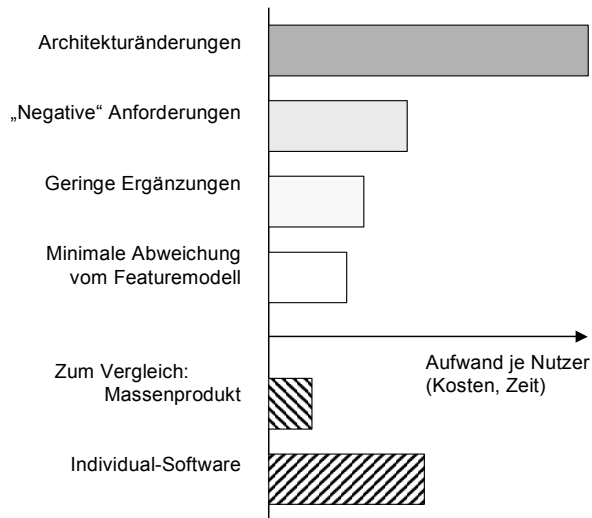 Architekturänderungen
„Negative“ Anforderungen
Geringe Ergänzungen
Minimale Abweichung
vom Featuremodell
Aufwand je Nutzer
(Kosten, Zeit)
Zum Vergleich:
Massenprodukt
Individual-Software